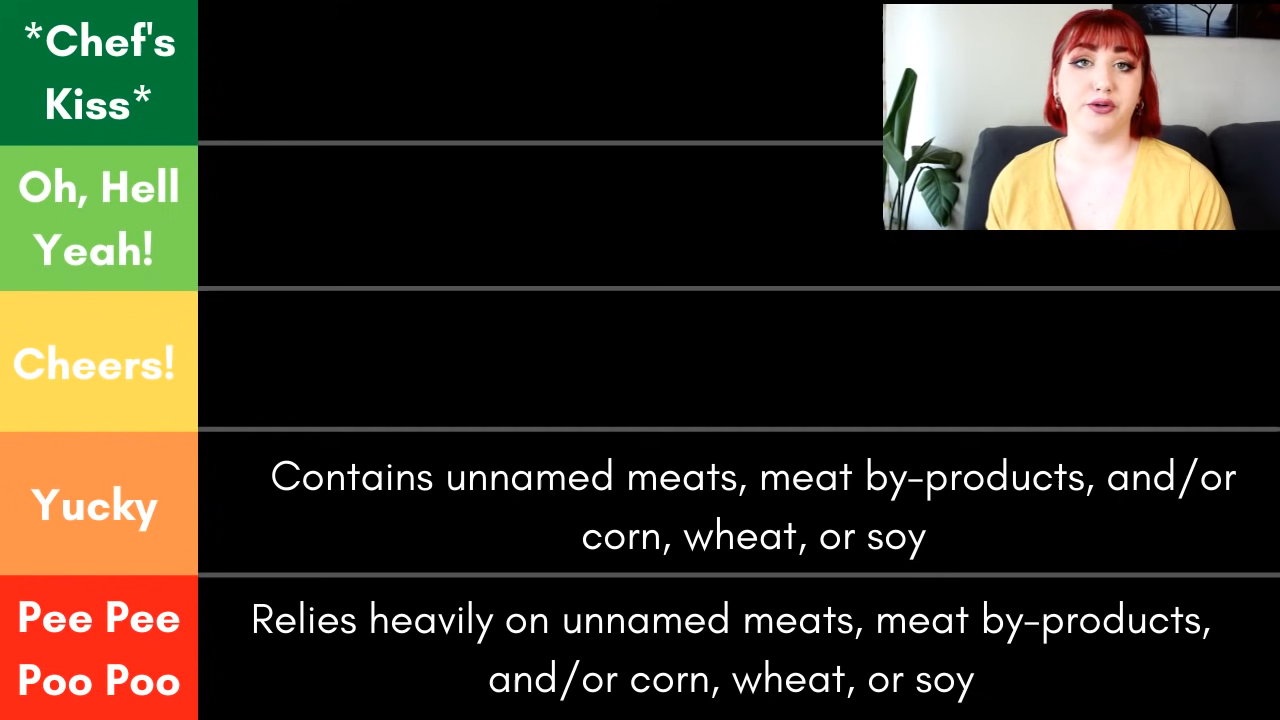 *Chef's
Kiss*
Oh, Hell
Yeah!
Cheers!
Yucky
Contains unnamed meats, meat by-products, and/or
corn, wheat, or soy
Pee Pee
Poo Poo
Relies heavily on unnamed meats, meat by-products,
and/or corn, wheat, or soy